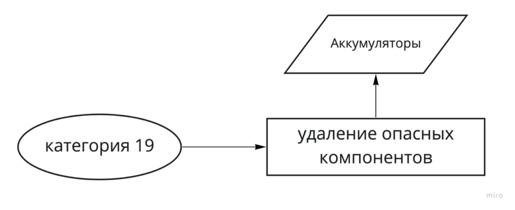 Аккумуляторы
категория 19
удаление опасных
компонентов
miro